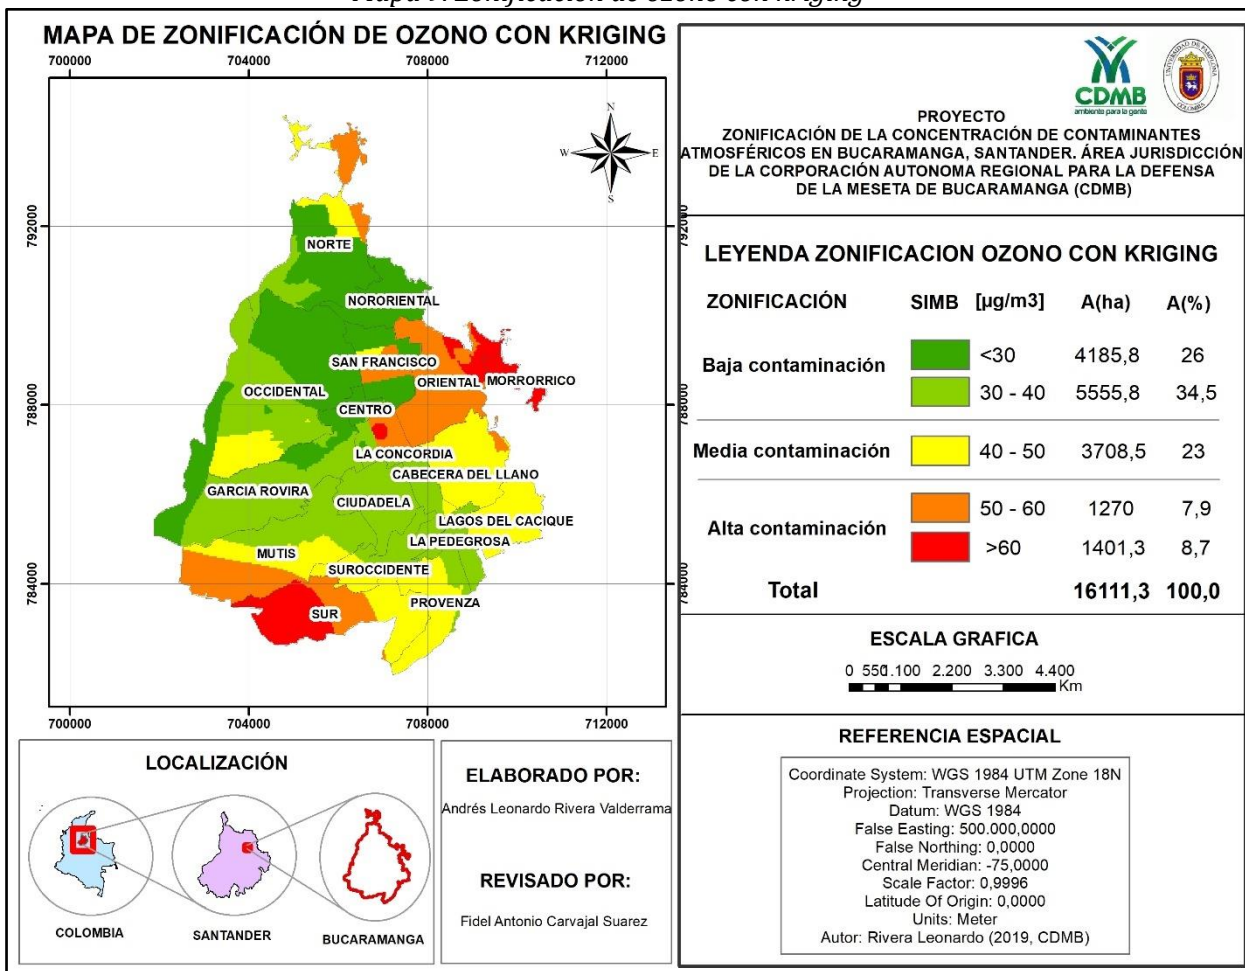 MAPA DE ZONIFICACIÓN DE OZONO CON KRIGING
700000 704000 708000 712000
792000
788000
784000
N
W E
S
NORTE
NORORIENTAL
SAN FRANCISCO
ORIENTAL
MORRORRICO
OCCIDENTAL
CENTRO
LA CONCORDIA
CABECERA DEL LLANO
GARCIA ROVIRA
CIUDADELA
LAGOS DEL CACIQUE
LA PEDEGROSA
MUTIS
SUROCCIDENTE
PROVENZA
SUR
792000
788000
784000
700000 704000 708000 712000
LOCALIZACIÓN
COLOMBIA
SANTANDER
BUCARAMANGA
ELABORADO POR:
Andrés Leonardo Rivera Valderrama
REVISADO POR:
Fidel Antonio Carvajal Suarez
CDMB
ambiente para la gente
UNIVERSIDAD DE PAMPLONA
COLOMBIA
PROYECTO
ZONIFICACIÓN DE LA CONCENTRACIÓN DE CONTAMINANTES
ATMOSFÉRICOS EN BUCARAMANGA, SANTANDER. ÁREA JURISDICCIÓN
DE LA CORPORACIÓN AUTONOMA REGIONAL PARA LA DEFENSA
DE LA MESETA DE BUCARAMANGA (CDMB)
LEYENDA ZONIFICACION OZONO CON KRIGING
ZONIFICACIÓN SIMB [µg/m3] A(ha) A(%)
Baja contaminación
<30 4185,8 26
30 - 40 5555,8 34,5
Media contaminación 40 - 50 3708,5 23
Alta contaminación
50 - 60 1270 7,9
>60 1401,3 8,7
Total 16111,3 100,0
ESCALA GRAFICA
0 550 1.100 2.200 3.300 4.400
Km
REFERENCIA ESPACIAL
Coordinate System: WGS 1984 UTM Zone 18N
Projection: Transverse Mercator
Datum: WGS 1984
False Easting: 500.000,0000
False Northing: 0,0000
Central Meridian: -75,0000
Scale Factor: 0,9996
Latitude Of Origin: 0,0000
Units: Meter
Autor: Rivera Leonardo (2019, CDMB)